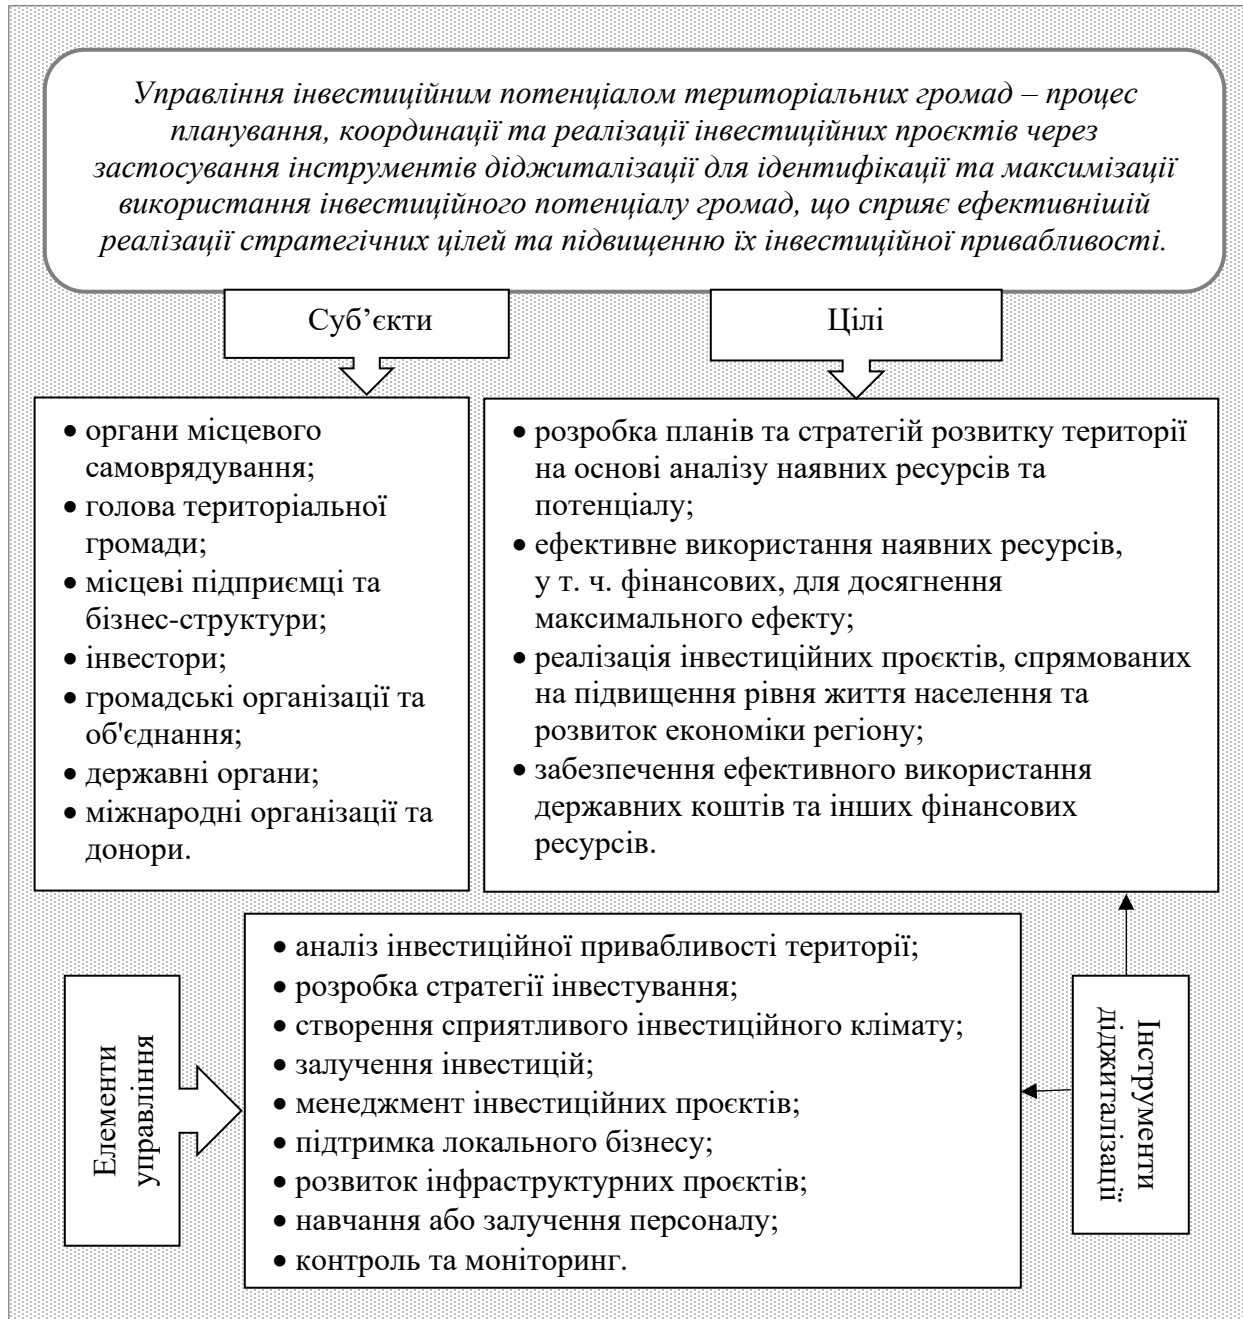 Управління інвестиційним потенціалом територіальних громад – процес
планування, координації та реалізації інвестиційних проєктів через
застосування інструментів діджиталізації для ідентифікації та максимізації
використання інвестиційного потенціалу громад, що сприяє ефективнішій
реалізації стратегічних цілей та підвищенню їх інвестиційної привабливості.
Суб’єкти
Цілі
• органи місцевого
самоврядування;
• голова територіальної
громади;
• місцеві підприємці та
бізнес-структури;
• інвестори;
• громадські організації та
об'єднання;
• державні органи;
• міжнародні організації та
донори.
• розробка планів та стратегій розвитку території
на основі аналізу наявних ресурсів та
потенціалу;
• ефективне використання наявних ресурсів,
у т. ч. фінансових, для досягнення
максимального ефекту;
• реалізація інвестиційних проєктів, спрямованих
на підвищення рівня життя населення та
розвиток економіки регіону;
• забезпечення ефективного використання
державних коштів та інших фінансових
ресурсів.
Елементи
управління
• аналіз інвестиційної привабливості території;
• розробка стратегії інвестування;
• створення сприятливого інвестиційного клімату;
• залучення інвестицій;
• менеджмент інвестиційних проєктів;
• підтримка локального бізнесу;
• розвиток інфраструктурних проєктів;
• навчання або залучення персоналу;
• контроль та моніторинг.
Інструменти
діджиталізації